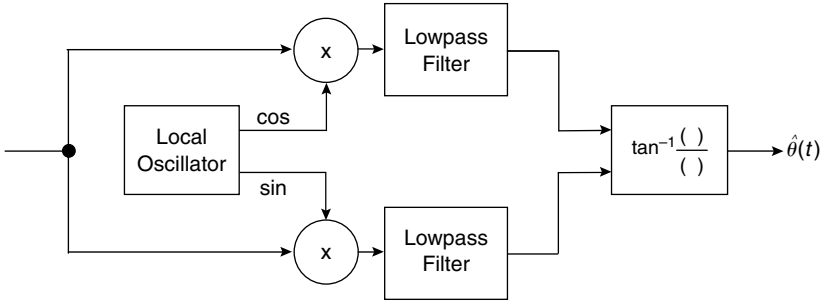 x
Lowpass
Filter
cos
Local
Oscillator
sin
tan⁻¹ ( )/( )
θ̂(t)
x
Lowpass
Filter